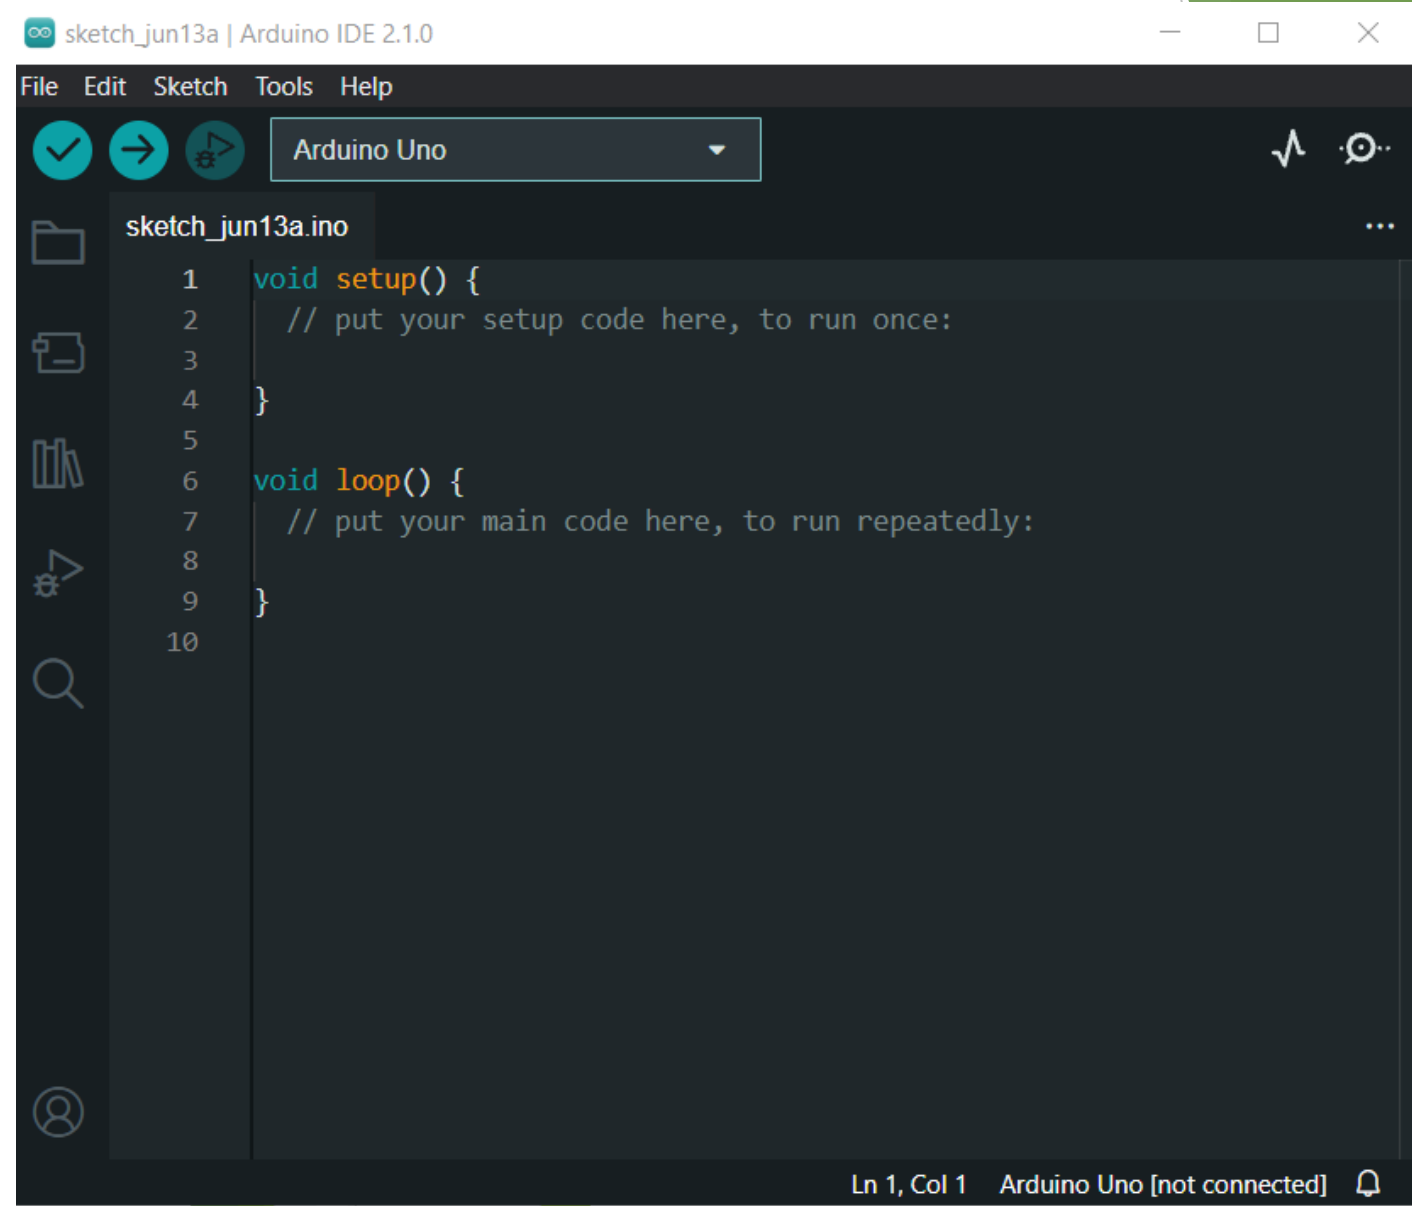 sketch_jun13a | Arduino IDE 2.1.0
File Edit Sketch Tools Help
Arduino Uno
sketch_jun13a.ino
1 void setup() {
2 // put your setup code here, to run once:
3
4 }
5
6 void loop() {
7 // put your main code here, to run repeatedly:
8
9 }
10
Ln 1, Col 1 Arduino Uno [not connected]